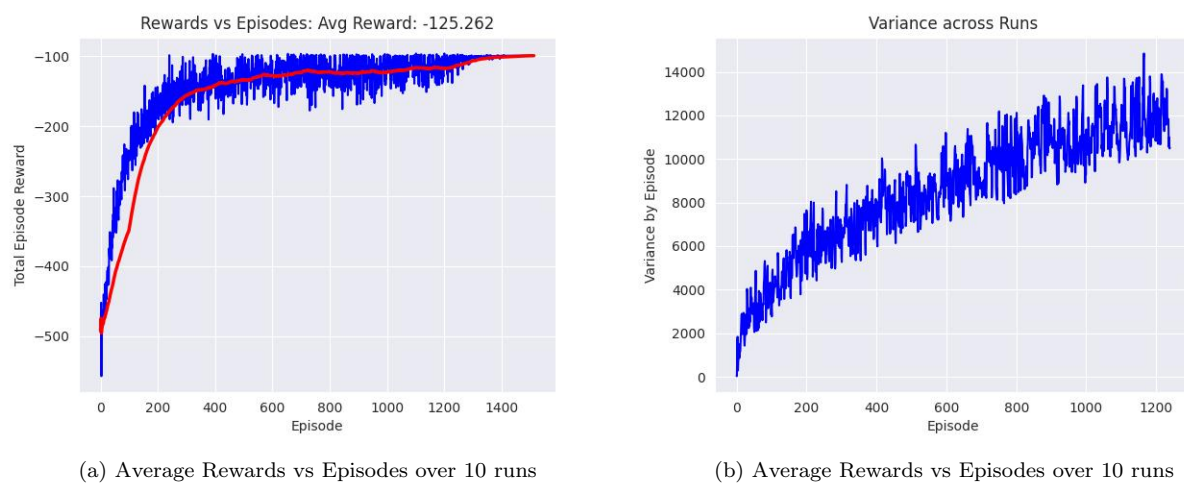 Rewards vs Episodes: Avg Reward: -125.262
Total Episode Reward
−100
−200
−300
−400
−500
0 200 400 600 800 1000 1200 1400
Episode
(a) Average Rewards vs Episodes over 10 runs
Variance across Runs
Variance by Episode
14000
12000
10000
8000
6000
4000
2000
0
0 200 400 600 800 1000 1200
Episode
(b) Average Rewards vs Episodes over 10 runs